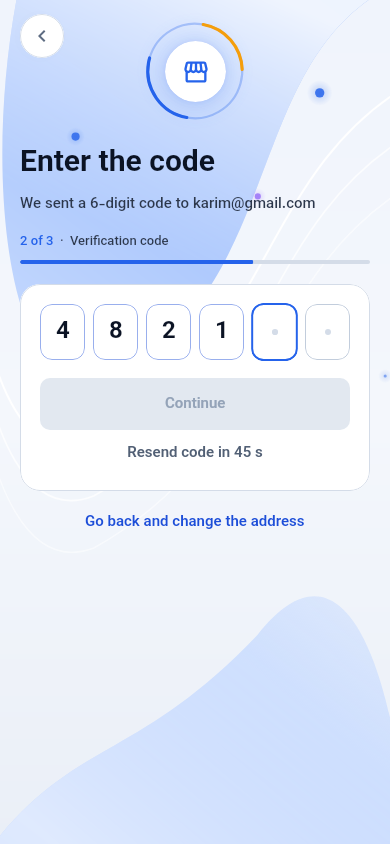 Enter the code
We sent a 6-digit code to karim@gmail.com
2 of 3 · Verification code
4 8 2 1
Continue
Resend code in 45 s
Go back and change the address